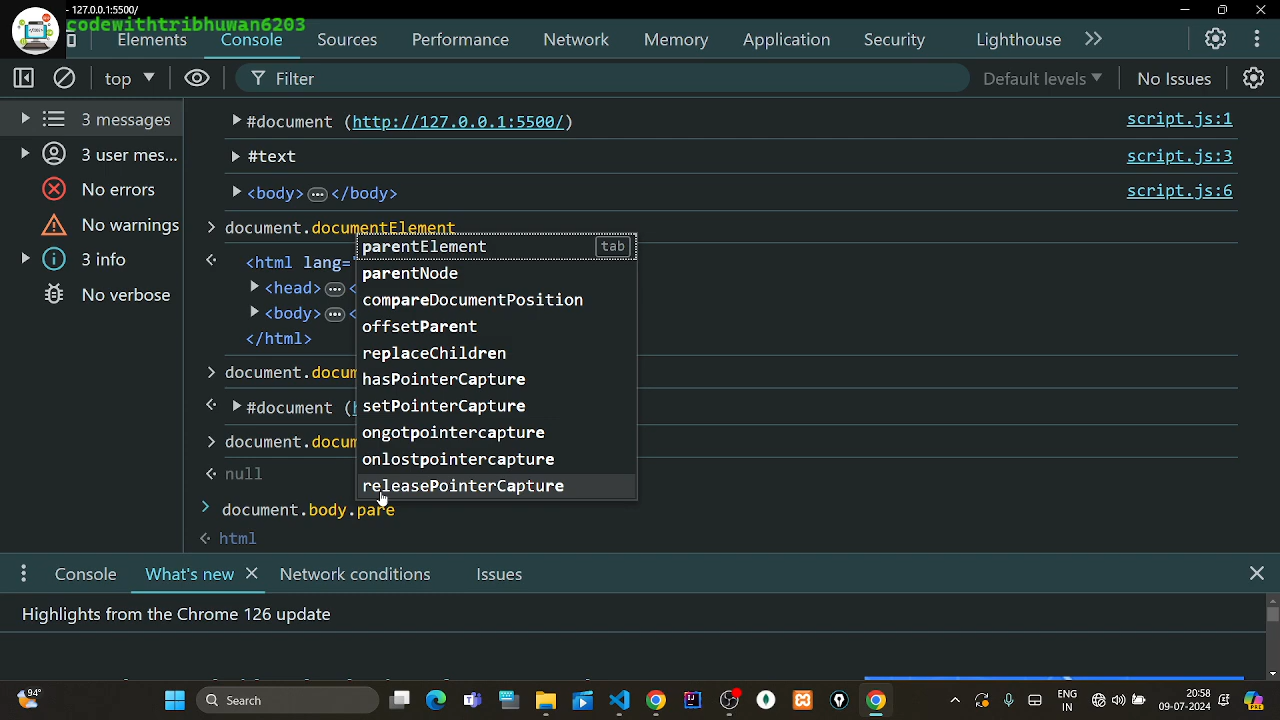 - 127.0.0.1:5500/
codewithtribhuwan6203
Elements Console Sources Performance Network Memory Application Security Lighthouse
top Filter Default levels No Issues
3 messages
3 user mes...
No errors
No warnings
3 info
No verbose
#document (http://127.0.0.1:5500/) script.js:1
#text script.js:3
<body> … </body> script.js:6
document.documentElement
<html lang="
<head> … <
<body> … <
</html>
document.docum
#document (h
document.docum
null
document.body.pare
html
parentElement tab
parentNode
compareDocumentPosition
offsetParent
replaceChildren
hasPointerCapture
setPointerCapture
ongotpointercapture
onlostpointercapture
releasePointerCapture
Console What's new Network conditions Issues
Highlights from the Chrome 126 update
94° Search ENG 20:58
IN 09-07-2024